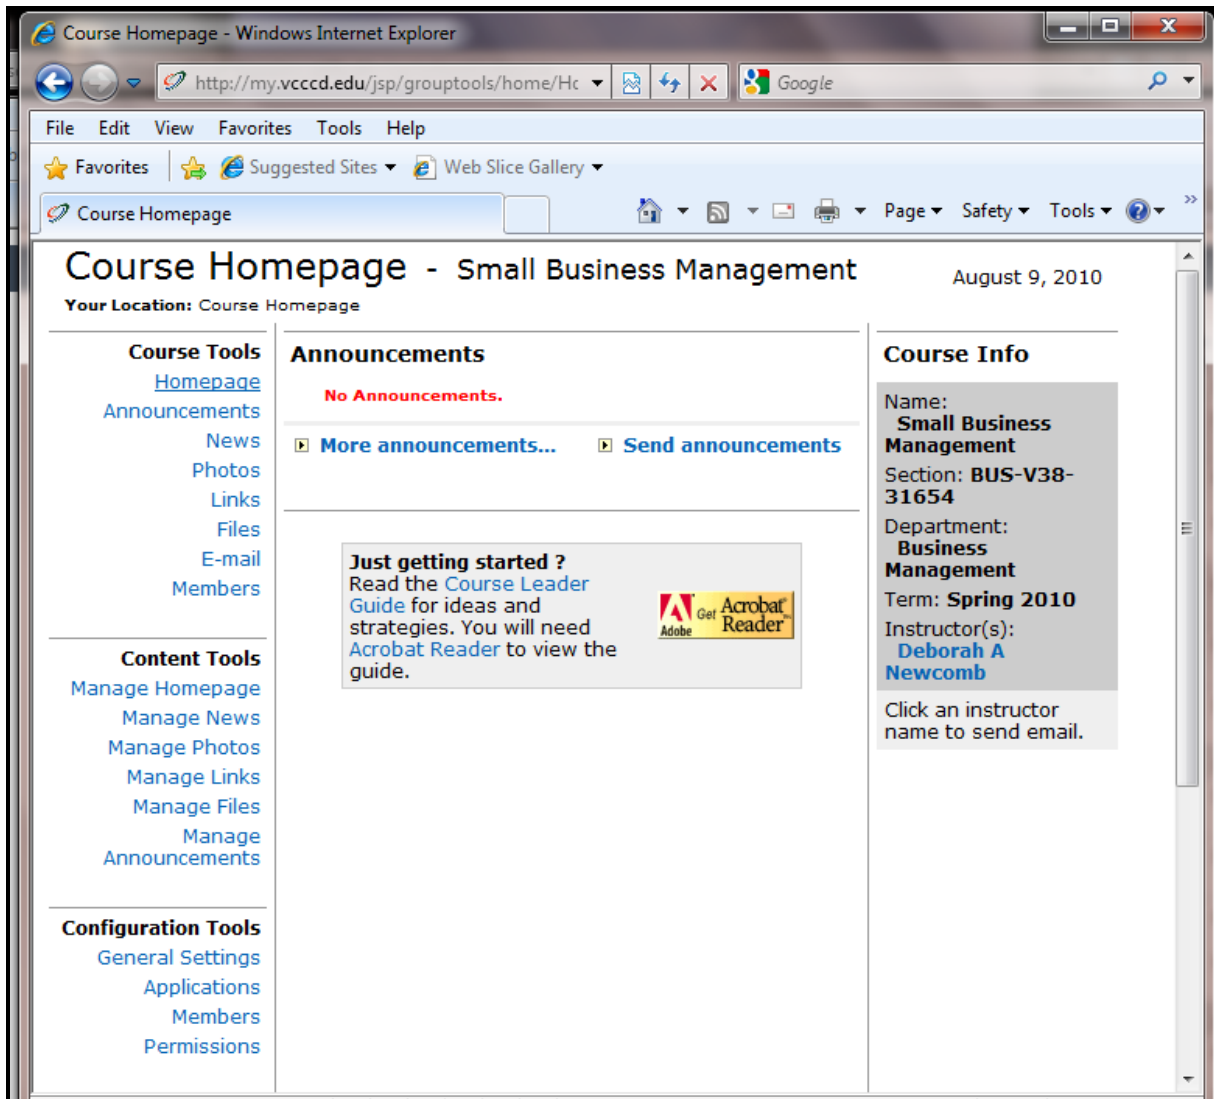 Course Homepage - Windows Internet Explorer
http://my.vcccd.edu/jsp/grouptools/home/Hc
Google
File Edit View Favorites Tools Help
Favorites Suggested Sites Web Slice Gallery
Course Homepage
Page Safety Tools
Course Homepage - Small Business Management
August 9, 2010
Your Location: Course Homepage
Course Tools
Homepage
Announcements
News
Photos
Links
Files
E-mail
Members
Content Tools
Manage Homepage
Manage News
Manage Photos
Manage Links
Manage Files
Manage
Announcements
Configuration Tools
General Settings
Applications
Members
Permissions
Announcements
No Announcements.
More announcements... Send announcements
Just getting started ?
Read the Course Leader
Guide for ideas and
strategies. You will need
Acrobat Reader to view the
guide.
Adobe
Get Acrobat
Reader
Course Info
Name:
Small Business
Management
Section: BUS-V38-
31654
Department:
Business
Management
Term: Spring 2010
Instructor(s):
Deborah A
Newcomb
Click an instructor
name to send email.